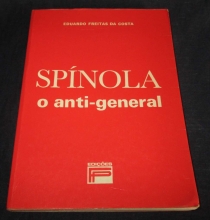 EDUARDO FREITAS DA COSTA
SPÍNOLA
o anti-general
EDIÇÕES
F